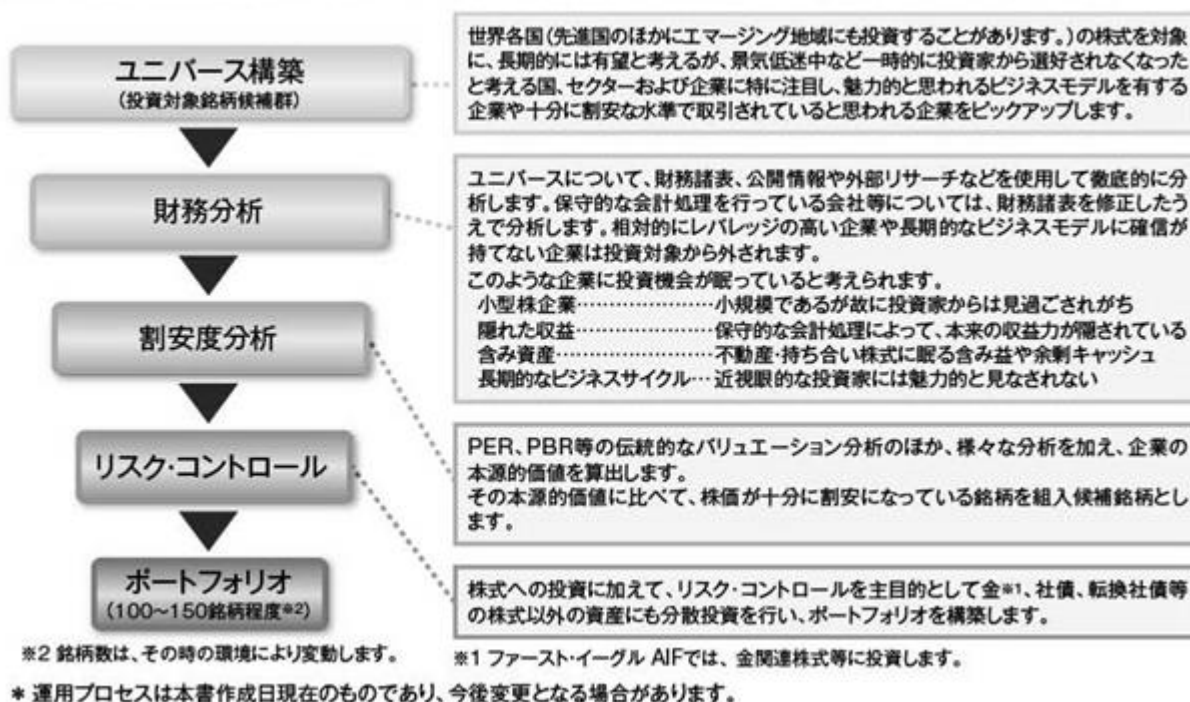 ユニバース構築
(投資対象銘柄候補群)
世界各国(先進国のほかにエマージング地域にも投資することがあります。)の株式を対象
に、長期的には有望と考えるが、景気低迷中など一時的に投資家から選好されなくなった
と考える国、セクターおよび企業に特に注目し、魅力的と思われるビジネスモデルを有する
企業や十分に割安な水準で取引されていると思われる企業をピックアップします。
財務分析
ユニバースについて、財務諸表、公開情報や外部リサーチなどを使用して徹底的に分
析します。保守的な会計処理を行っている会社等については、財務諸表を修正したう
えで分析します。相対的にレバレッジの高い企業や長期的なビジネスモデルに確信が
持てない企業は投資対象から外されます。
このような企業に投資機会が眠っていると考えられます。
小型株企業…………………小規模であるが故に投資家からは見過ごされがち
隠れた収益…………………保守的な会計処理によって、本来の収益力が隠されている
含み資産……………………不動産・持ち合い株式に眠る含み益や余剰キャッシュ
長期的なビジネスサイクル…近視眼的な投資家には魅力的と見なされない
割安度分析
PER、PBR等の伝統的なバリュエーション分析のほか、様々な分析を加え、企業の
本源的価値を算出します。
その本源的価値に比べて、株価が十分に割安になっている銘柄を組入候補銘柄とし
ます。
リスク・コントロール
株式への投資に加えて、リスク・コントロールを主目的として金※1、社債、転換社債等
の株式以外の資産にも分散投資を行い、ポートフォリオを構築します。
ポートフォリオ
(100～150銘柄程度※2)
※2 銘柄数は、その時の環境により変動します。
※1 ファースト・イーグル AIFでは、金関連株式等に投資します。
* 運用プロセスは本書作成日現在のものであり、今後変更となる場合があります。